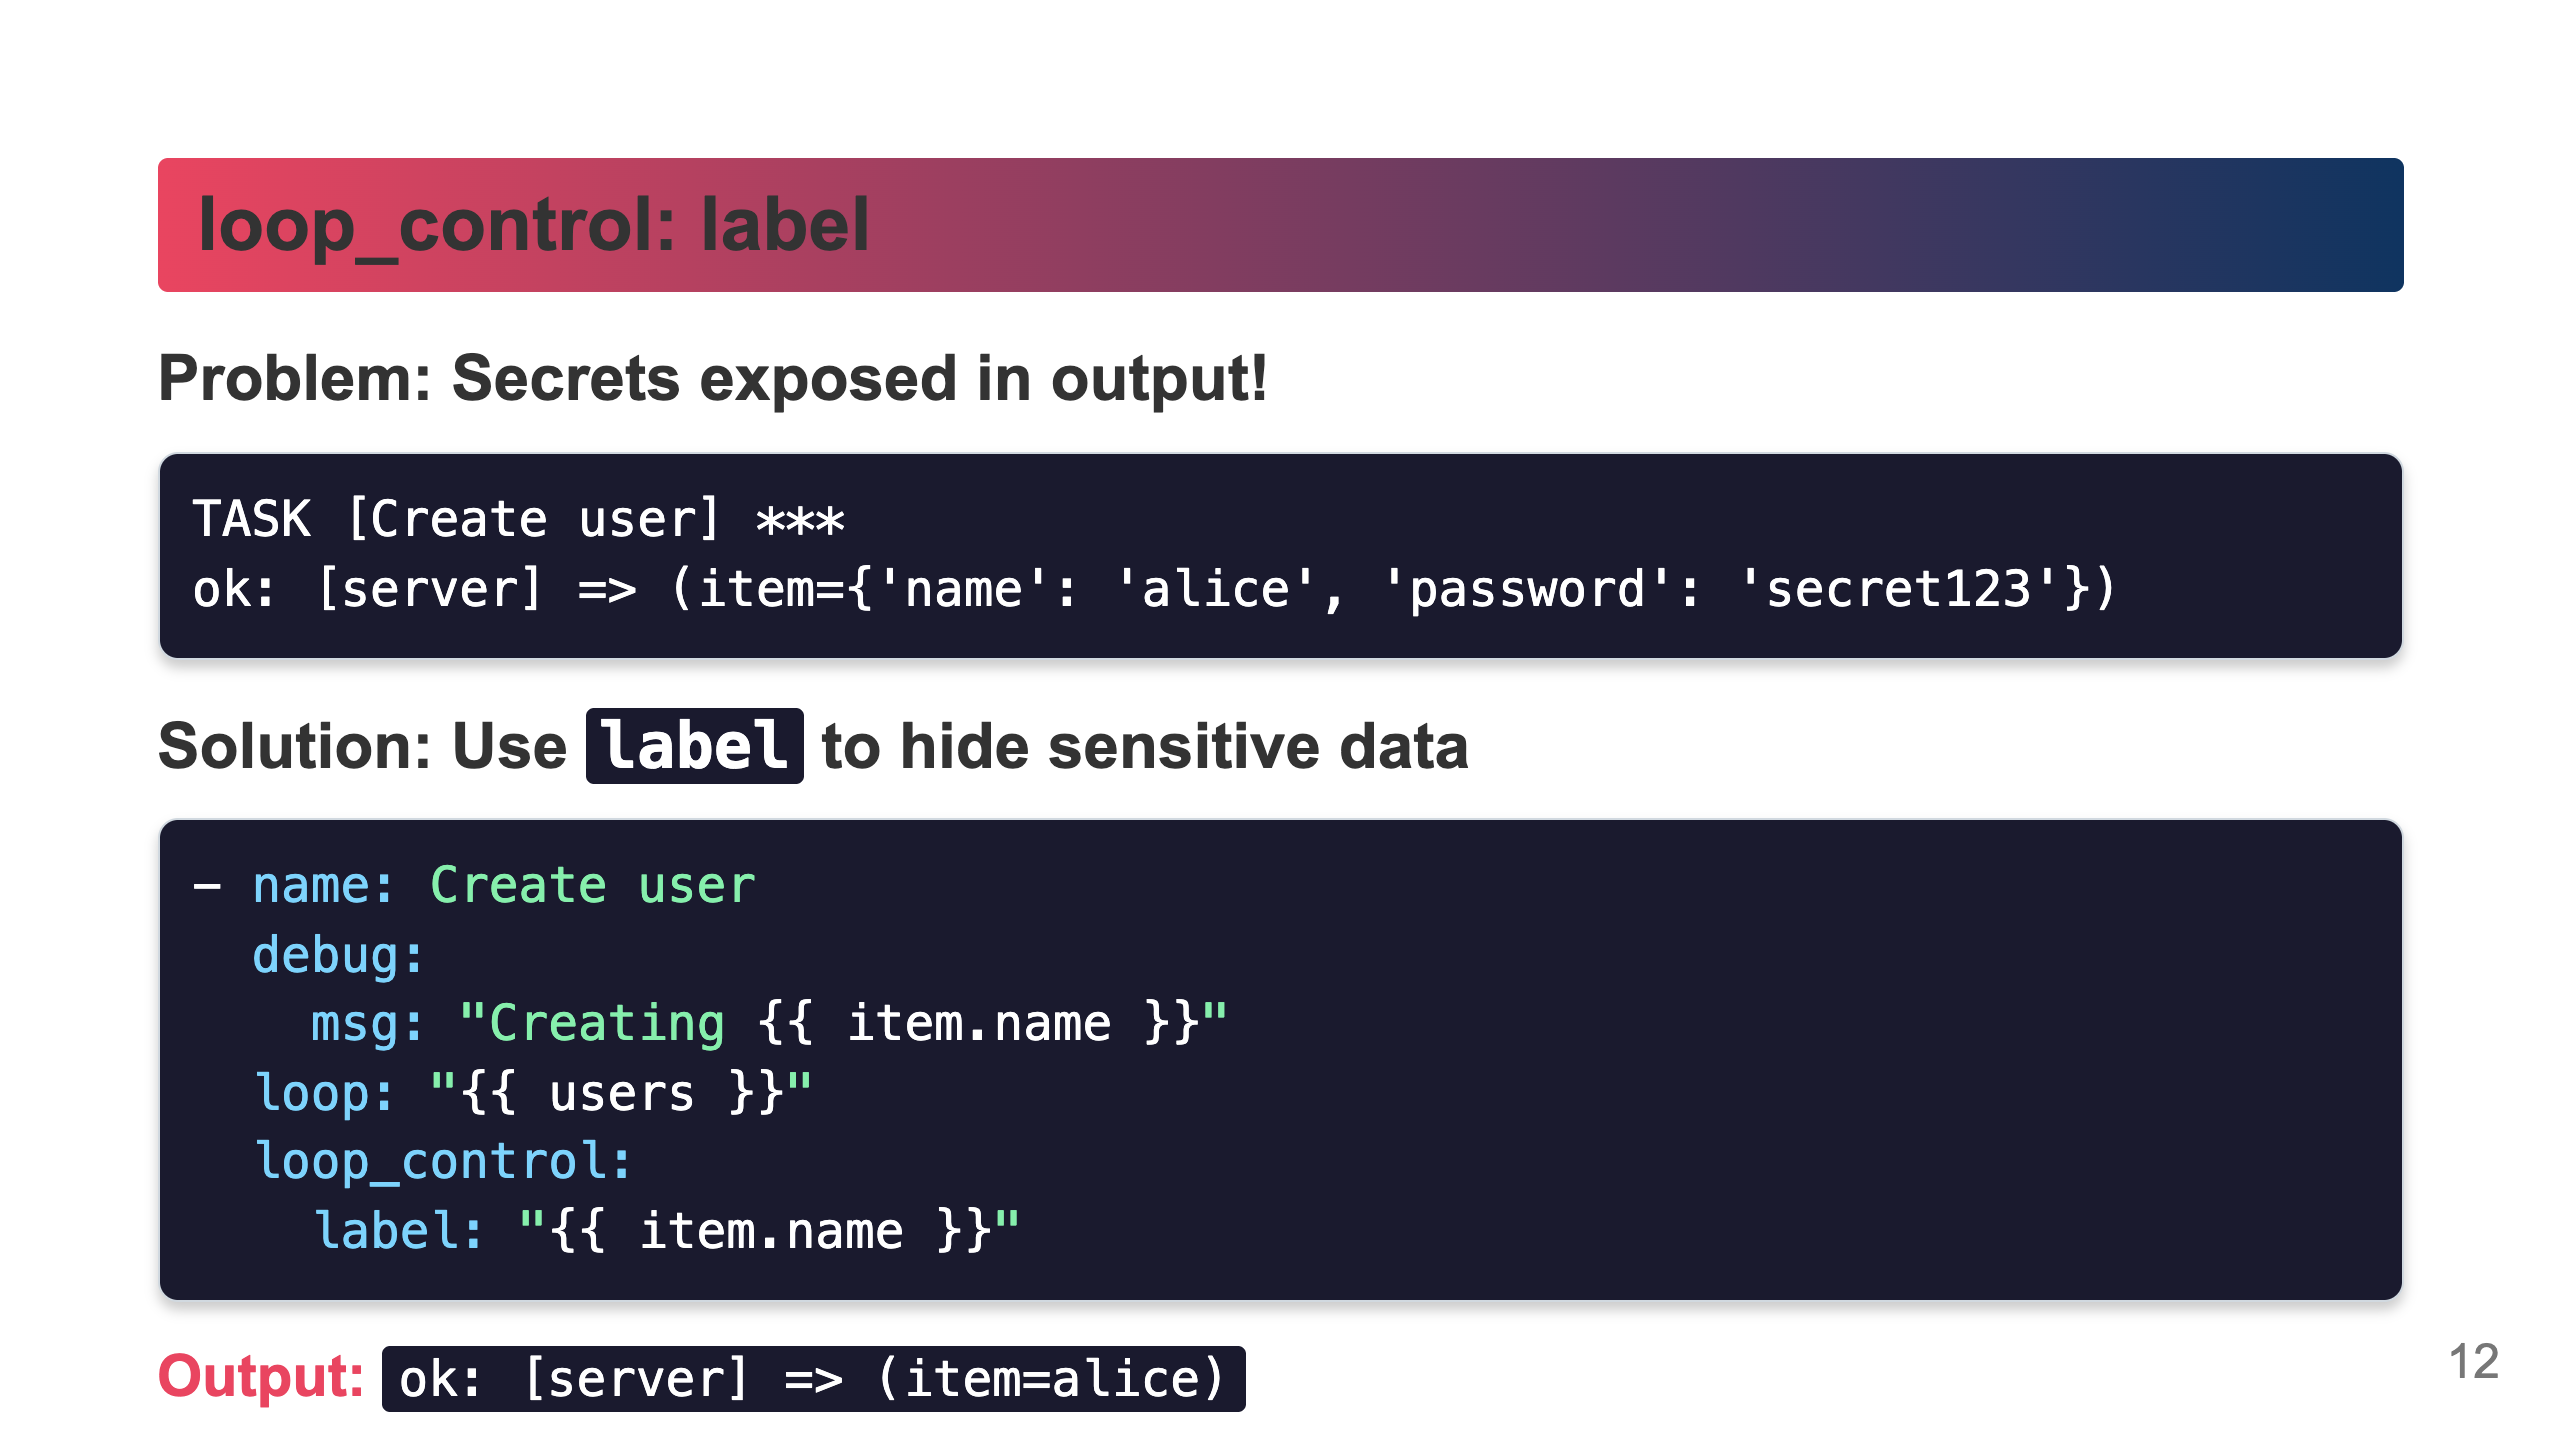 loop_control: label
Problem: Secrets exposed in output!
TASK [Create user] ***
ok: [server] => (item={'name': 'alice', 'password': 'secret123'})
Solution: Use label to hide sensitive data
- name: Create user
  debug:
    msg: "Creating {{ item.name }}"
  loop: "{{ users }}"
  loop_control:
    label: "{{ item.name }}"
Output: ok: [server] => (item=alice)
12